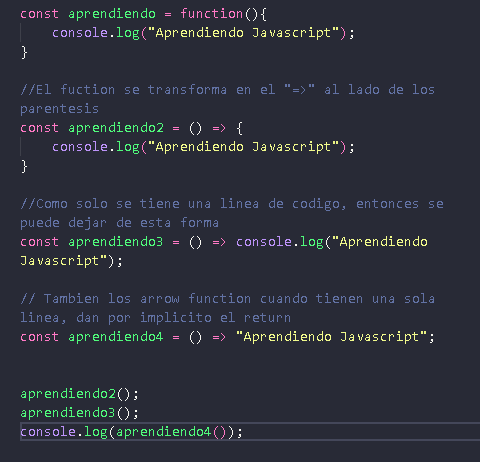 const aprendiendo = function(){
    console.log("Aprendiendo Javascript");
}
//El fuction se transforma en el "=>" al lado de los
parentesis
const aprendiendo2 = () => {
    console.log("Aprendiendo Javascript");
}
//Como solo se tiene una linea de codigo, entonces se
puede dejar de esta forma
const aprendiendo3 = () => console.log("Aprendiendo
Javascript");
// Tambien los arrow function cuando tienen una sola
linea, dan por implicito el return
const aprendiendo4 = () => "Aprendiendo Javascript";
aprendiendo2();
aprendiendo3();
console.log(aprendiendo4());